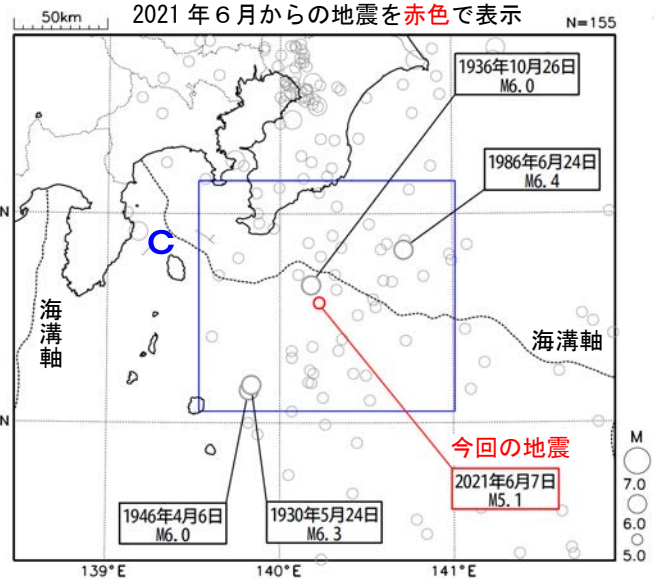 2021年6月からの地震を赤色で表示
50km
N=155
1936年10月26日
M6.0
1986年6月24日
M6.4
N
C
海溝軸
海溝軸
N
今回の地震
2021年6月7日
M5.1
1946年4月6日
M6.0
1930年5月24日
M6.3
M
7.0
6.0
5.0
139°E
140°E
141°E